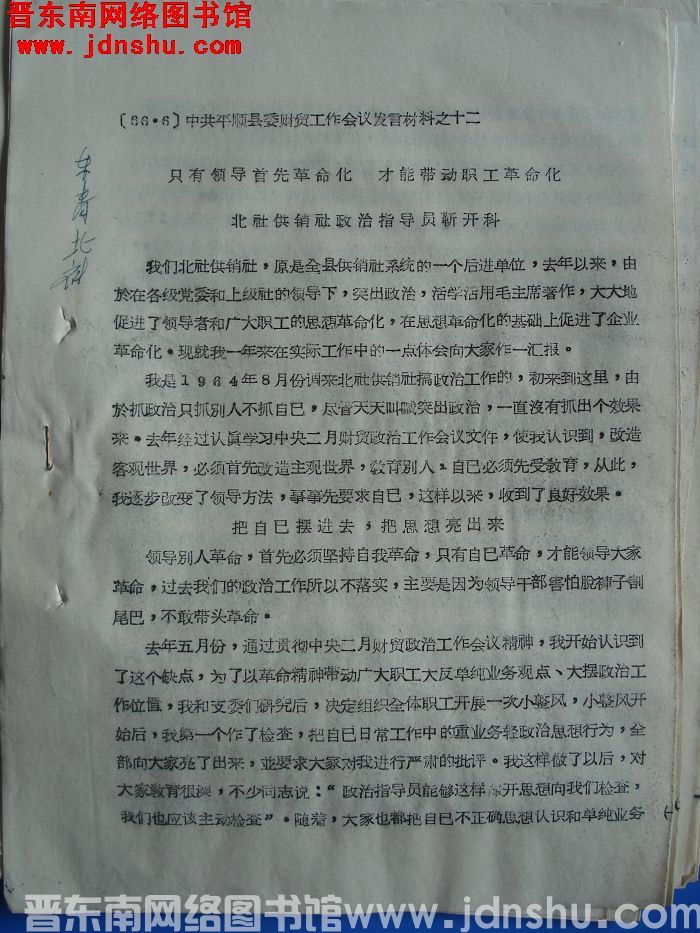 晋东南网络图书馆
www.jdnshu.com
〔66·6〕中共平顺县委财贸工作会议发言材料之十二
只有领导首先革命化 才能带动职工革命化
北社供销社政治指导员靳开科
我们北社供销社，原是全县供销社系统的一个后进单位，去年以来，由
於在各级党委和上级社的领导下，突出政治，活学活用毛主席著作，大大地
促进了领导者和广大职工的思想革命化，在思想革命化的基础上促进了企业
革命化。现就我一年来在实际工作中的一点体会向大家作一汇报。
我是1964年8月份调来北社供销社搞政治工作的，初来到这里，由
於抓政治只抓别人不抓自已，尽管天天叫喊突出政治，一直沒有抓出个效果
来。去年经过认真学习中央二月财贸政治工作会议文件，使我认识到，改造
客观世界，必须首先改造主观世界，教育别人，自已必须先受教育，从此，
我逐步改变了领导方法，事事先要求自已，这样以来，收到了良好效果。
把自已摆进去，把思想亮出来
领导别人革命，首先必须坚持自我革命，只有自已革命，才能领导大家
革命，过去我们的政治工作所以不落实，主要是因为领导干部害怕脱裤子割
尾巴，不敢带头革命。
去年五月份，通过贯彻中央二月财贸政治工作会议精神，我开始认识到
了这个缺点，为了以革命精神带动广大职工大反单纯业务观点、大摆政治工
作位置，我和支委们研究后，决定组织全体职工开展一次小整风，小整风开
始后，我第一个作了检查，把自已日常工作中的重业务轻政治思想行为，全
部向大家亮了出来，並要求大家对我进行严肃的批评。我这样做了以后，对
大家教育很深，不少同志说：“政治指导员能够这样敞开思想向我们检查，
我们也应该主动检查”。随着，大家也都把自已不正确思想认识和单纯业务
晋东南网络图书馆 www.jdnshu.com